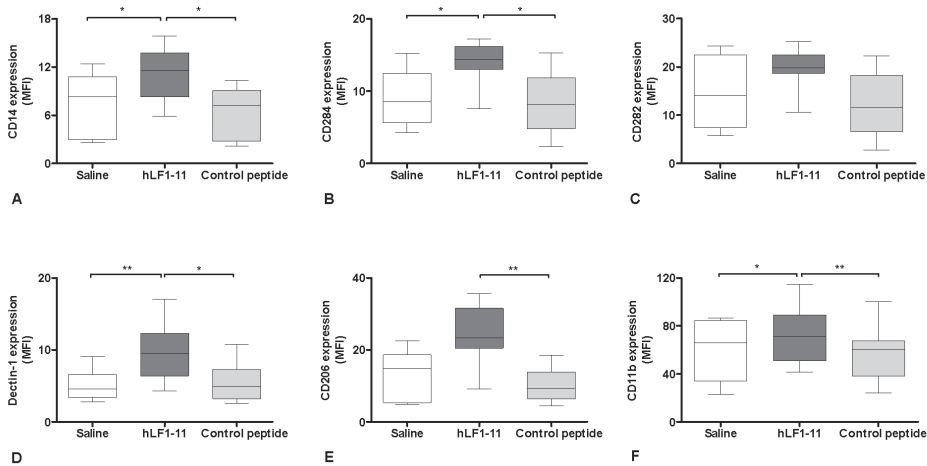 CD14 expression
(MFI)
18
12
6
0
*
*
Saline
hLF1-11
Control peptide
A
CD284 expression
(MFI)
20
10
0
*
*
Saline
hLF1-11
Control peptide
B
CD282 expression
(MFI)
30
20
10
0
Saline
hLF1-11
Control peptide
C
Dectin-1 expression
(MFI)
20
10
0
**
*
Saline
hLF1-11
Control peptide
D
CD206 expression
(MFI)
40
20
0
**
Saline
hLF1-11
Control peptide
E
CD11b expression
(MFI)
120
80
40
0
*
**
Saline
hLF1-11
Control peptide
F